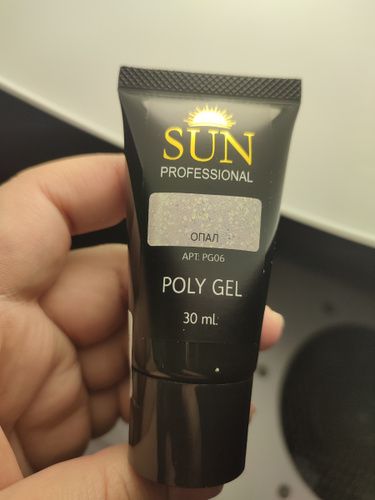 SUN
PROFESSIONAL
ОПАЛ
АРТ: PG06
POLY GEL
30 mL